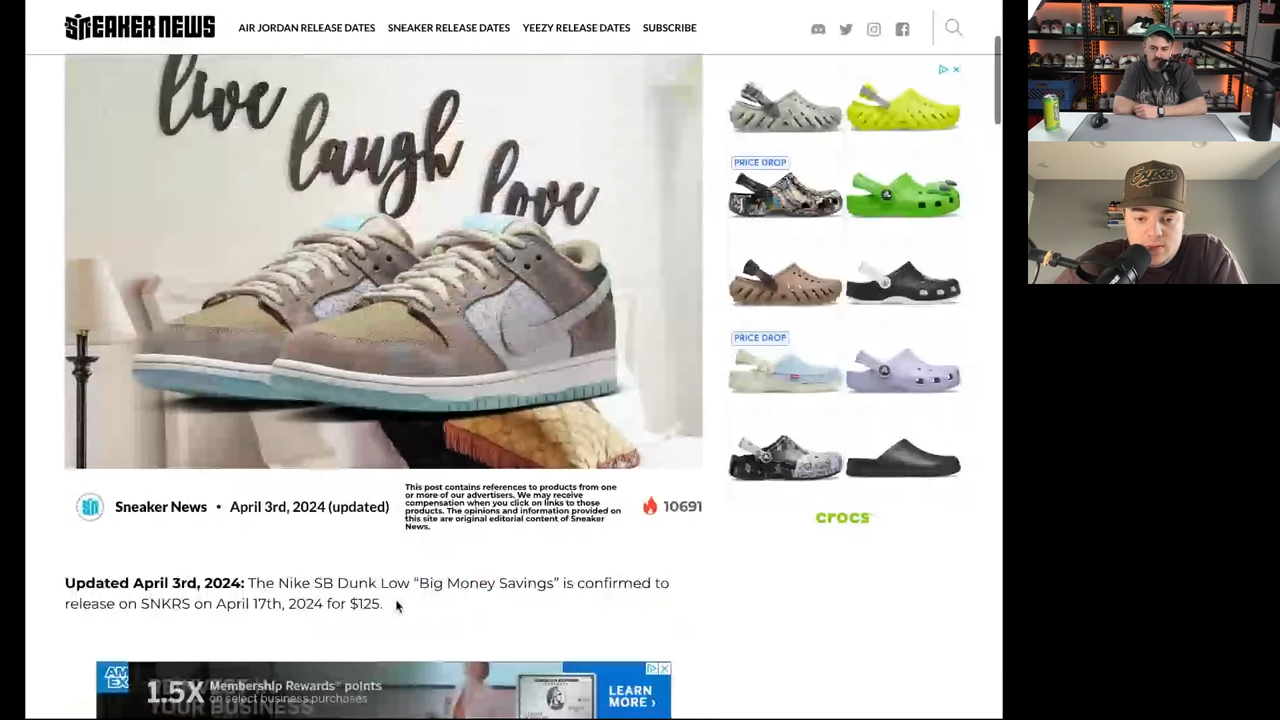 SNEAKER NEWS
AIR JORDAN RELEASE DATES SNEAKER RELEASE DATES YEEZY RELEASE DATES SUBSCRIBE
live
laugh
love
PRICE DROP
PRICE DROP
crocs
Sneaker News • April 3rd, 2024 (updated)
This post contains references to products from one
or more of our advertisers. We may receive
compensation when you click on links to those
products. The opinions and information provided on
this site are original editorial content of Sneaker
News.
10691
Updated April 3rd, 2024: The Nike SB Dunk Low “Big Money Savings” is confirmed to
release on SNKRS on April 17th, 2024 for $125.
AM
EX
1.5X Membership Rewards® points
on select business purchases
YOUR BUSINESS
LEARN
MORE ›
Expos